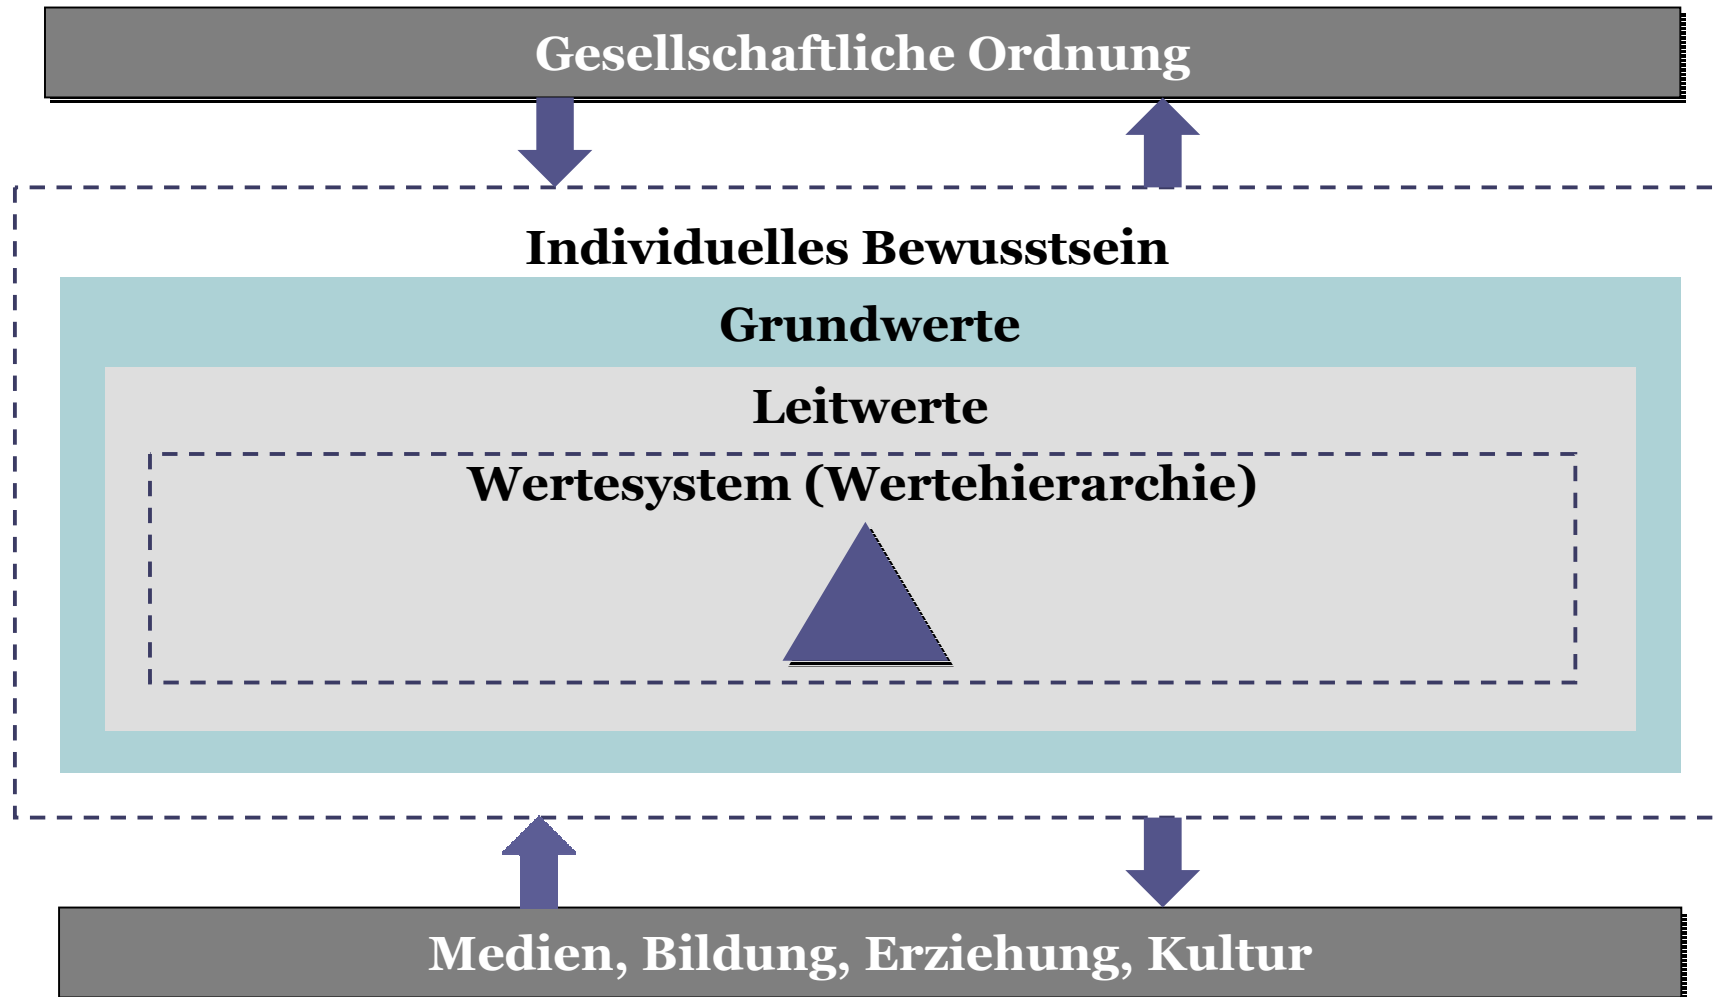 Gesellschaftliche Ordnung
Individuelles Bewusstsein
Grundwerte
Leitwerte
Wertesystem (Wertehierarchie)
Medien, Bildung, Erziehung, Kultur